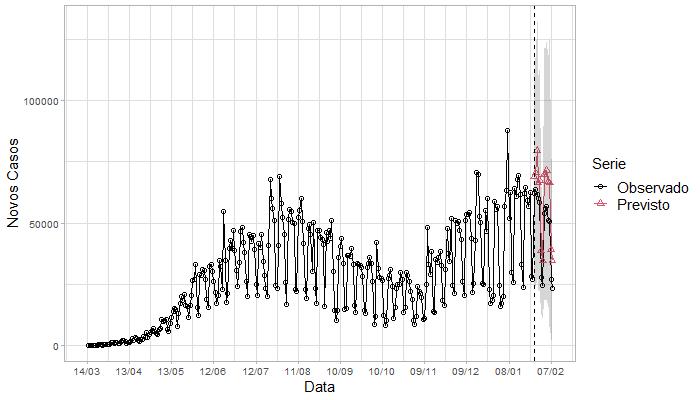 Novos Casos
100000
50000
0
14/03 13/04 13/05 12/06 12/07 11/08 10/09 10/10 09/11 09/12 08/01 07/02
Data
Serie
Observado
Previsto